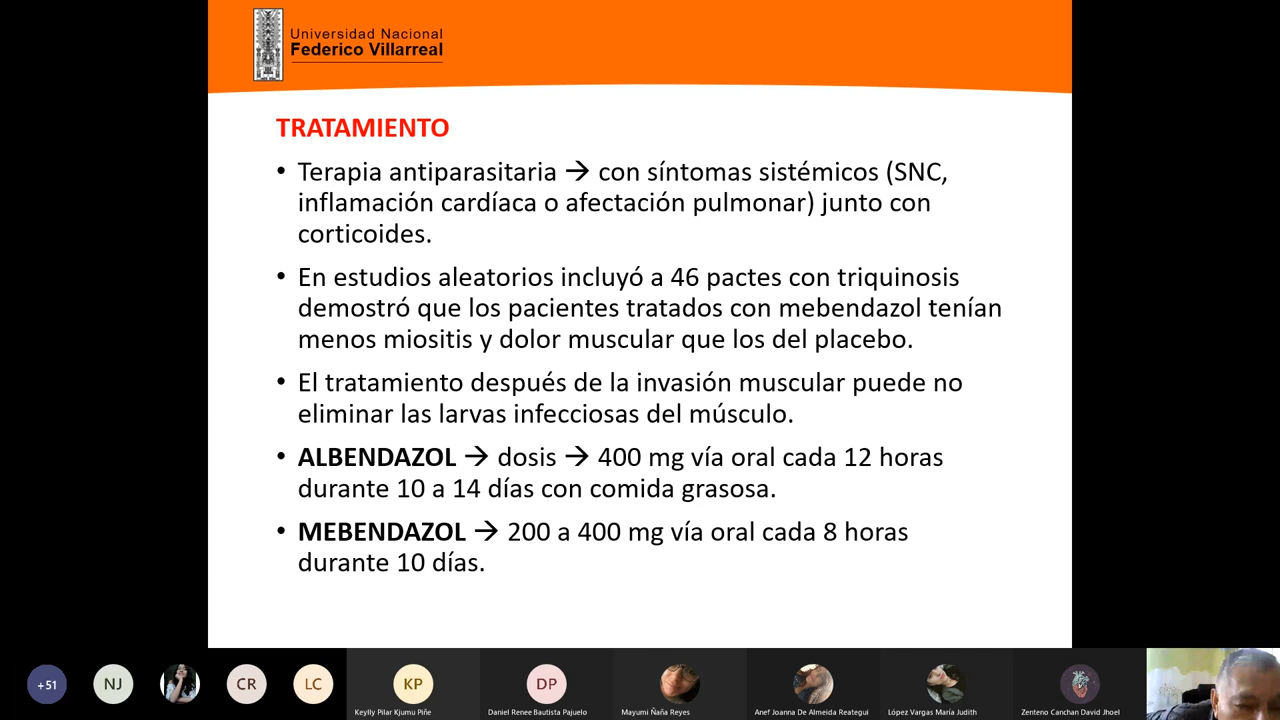 Universidad Nacional
Federico Villarreal
TRATAMIENTO
• Terapia antiparasitaria → con síntomas sistémicos (SNC,
inflamación cardíaca o afectación pulmonar) junto con
corticoides.
• En estudios aleatorios incluyó a 46 pactes con triquinosis
demostró que los pacientes tratados con mebendazol tenían
menos miositis y dolor muscular que los del placebo.
• El tratamiento después de la invasión muscular puede no
eliminar las larvas infecciosas del músculo.
• ALBENDAZOL → dosis → 400 mg vía oral cada 12 horas
durante 10 a 14 días con comida grasosa.
• MEBENDAZOL → 200 a 400 mg vía oral cada 8 horas
durante 10 días.
+51
NJ
CR
LC
KP
DP
Keylly Pilar Kjumu Piñe
Daniel Renee Bautista Pajuelo
Mayumi Ñaña Reyes
Anef Joanna De Almeida Reategui
López Vargas María Judith
Zenteno Canchan David Jhoel